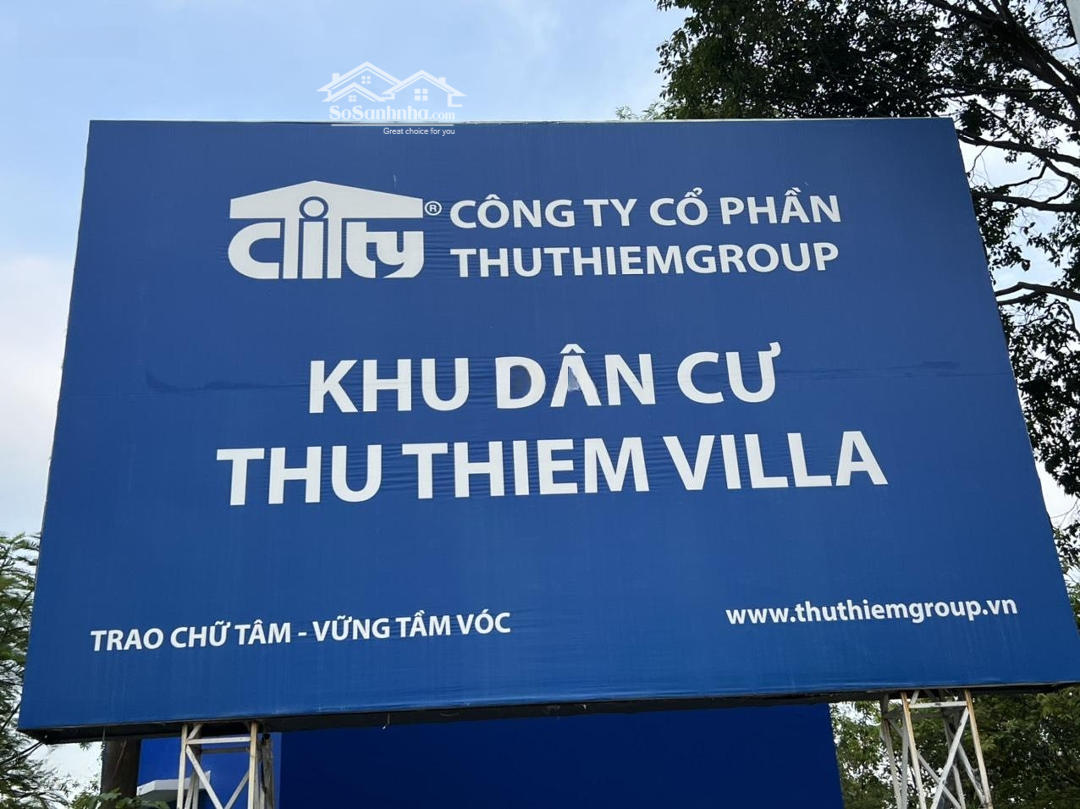 SoSanhnha.com
Great choice for you
City® CÔNG TY CỔ PHẦN
THUTHIEMGROUP
KHU DÂN CƯ
THU THIEM VILLA
TRAO CHỮ TÂM - VỮNG TẦM VÓC
www.thuthiemgroup.vn